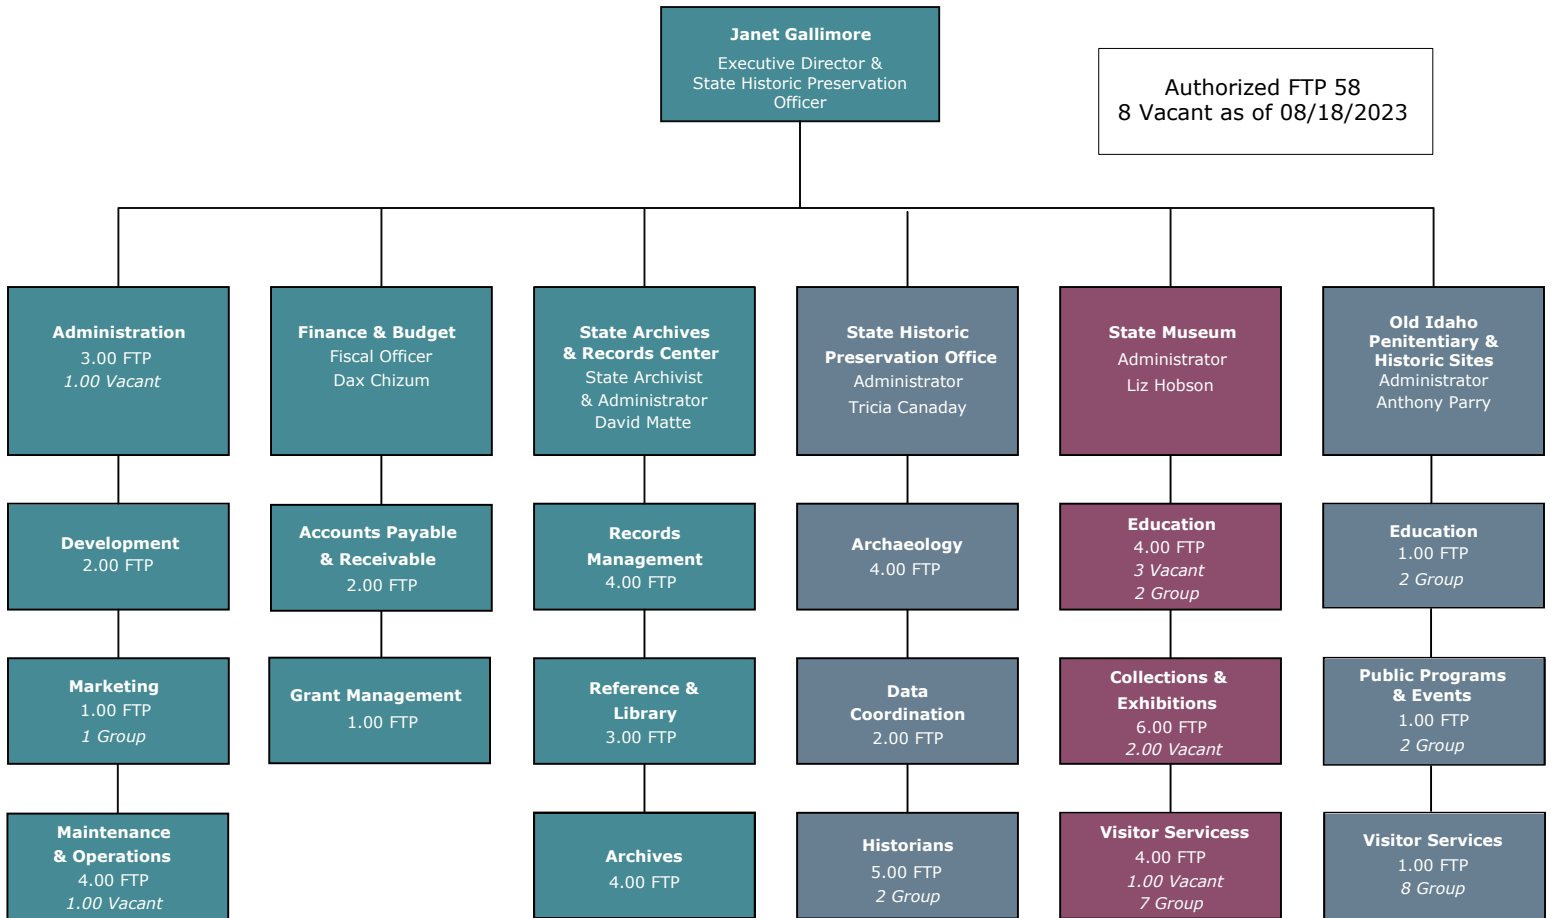 Janet Gallimore
Executive Director &
State Historic Preservation
Officer
Authorized FTP 58
8 Vacant as of 08/18/2023
Administration
3.00 FTP
1.00 Vacant
Finance & Budget
Fiscal Officer
Dax Chizum
State Archives
& Records Center
State Archivist
& Administrator
David Matte
State Historic
Preservation Office
Administrator
Tricia Canaday
State Museum
Administrator
Liz Hobson
Old Idaho
Penitentiary &
Historic Sites
Administrator
Anthony Parry
Development
2.00 FTP
Accounts Payable
& Receivable
2.00 FTP
Records
Management
4.00 FTP
Archaeology
4.00 FTP
Education
4.00 FTP
3 Vacant
2 Group
Education
1.00 FTP
2 Group
Marketing
1.00 FTP
1 Group
Grant Management
1.00 FTP
Reference &
Library
3.00 FTP
Data
Coordination
2.00 FTP
Collections &
Exhibitions
6.00 FTP
2.00 Vacant
Public Programs
& Events
1.00 FTP
2 Group
Maintenance
& Operations
4.00 FTP
1.00 Vacant
Archives
4.00 FTP
Historians
5.00 FTP
2 Group
Visitor Servicess
4.00 FTP
1.00 Vacant
7 Group
Visitor Services
1.00 FTP
8 Group